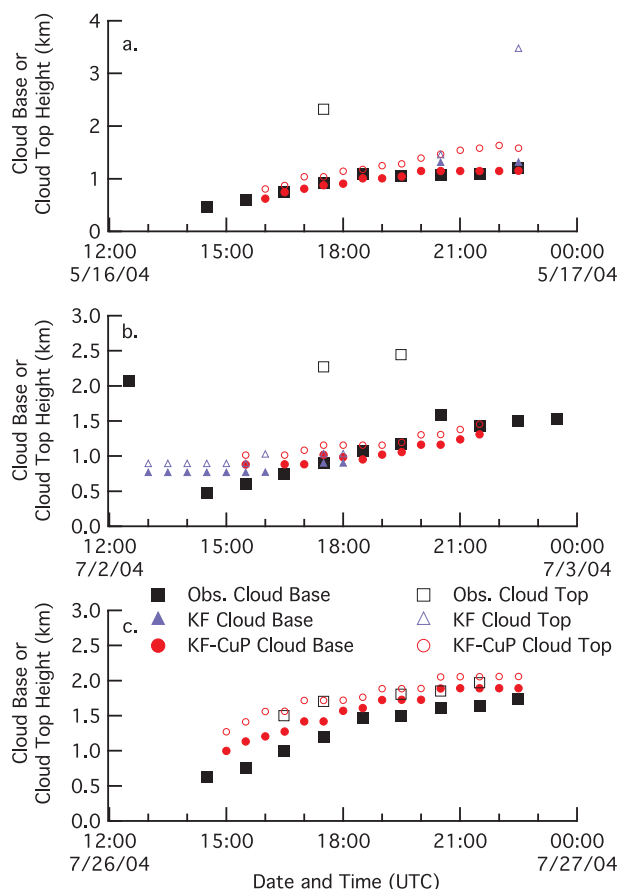 Cloud Base or
Cloud Top Height (km)
a.
4
3
2
1
0
12:00 15:00 18:00 21:00 00:00
5/16/04 5/17/04
Cloud Base or
Cloud Top Height (km)
b.
3.0
2.5
2.0
1.5
1.0
0.5
0.0
12:00 15:00 18:00 21:00 00:00
7/2/04 7/3/04
Obs. Cloud Base Obs. Cloud Top
KF Cloud Base KF Cloud Top
KF-CuP Cloud Base KF-CuP Cloud Top
Cloud Base or
Cloud Top Height (km)
c.
3.0
2.5
2.0
1.5
1.0
0.5
0.0
12:00 15:00 18:00 21:00 00:00
7/26/04 7/27/04
Date and Time (UTC)